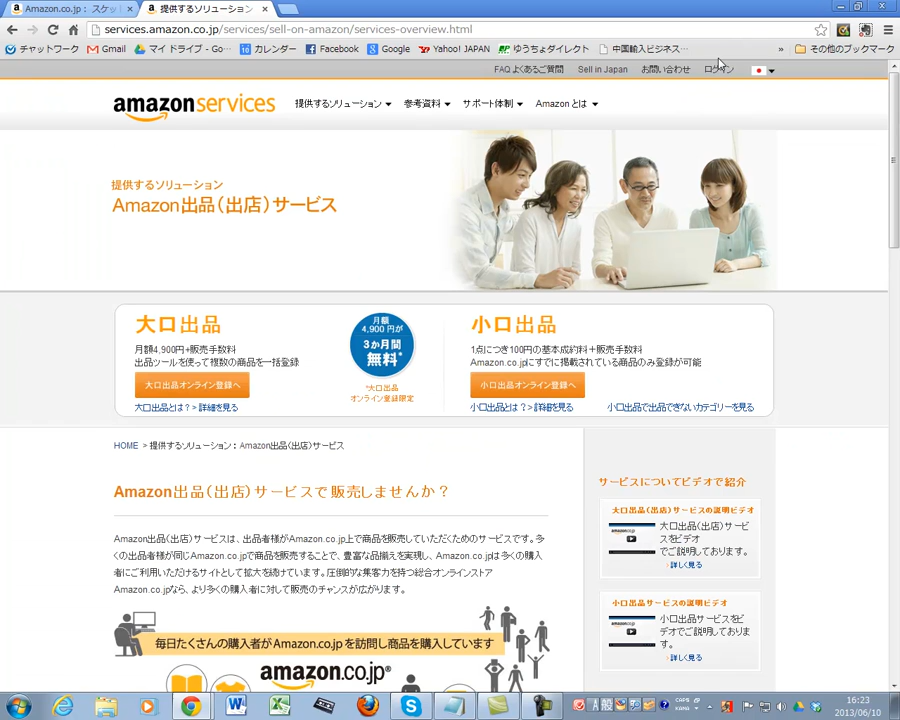 Amazon.co.jp： スケット
提供するソリューション：
services.amazon.co.jp/services/sell-on-amazon/services-overview.html
チャットワーク
Gmail
マイ ドライブ - Go…
カレンダー
Facebook
Google
Yahoo! JAPAN
ゆうちょダイレクト
中国輸入ビジネス…
»
その他のブックマーク
FAQ よくあるご質問
Sell in Japan
お問い合わせ
ログイン
amazonservices
提供するソリューション
参考資料
サポート体制
Amazon とは
提供するソリューション
Amazon出品（出店）サービス
大口出品
月額4,900円+販売手数料
出品ツールを使って複数の商品を一括登録
大口出品オンライン登録へ
大口出品とは？> 詳細を見る
月額
4,900円が
3か月間
無料*
*大口出品
オンライン登録限定
小口出品
1点につき100円の基本成約料＋販売手数料
Amazon.co.jpにすでに掲載されている商品のみ登録が可能
小口出品オンライン登録へ
小口出品とは？> 詳細を見る
小口出品で出品できないカテゴリーを見る
HOME > 提供するソリューション： Amazon出品（出店）サービス
Amazon出品（出店）サービスで販売しませんか？
Amazon出品（出店）サービスは、出品者様がAmazon.co.jp上で商品を販売していただくためのサービスです。多
くの出品者様が同じAmazon.co.jpで商品を販売することで、豊富な品揃えを実現し、Amazon.co.jpは多くの購入
者にご利用いただけるサイトとして拡大を続けています。圧倒的な集客力を持つ総合オンラインストア
Amazon.co.jpなら、より多くの購入者に対して販売のチャンスが広がります。
毎日たくさんの購入者がAmazon.co.jpを訪問し商品を購入しています
amazon.co.jp®
サービスについてビデオで紹介
大口出品（出店）サービスの説明ビデオ
大口出品（出店）サービ
スをビデオ
でご説明しております。
› 詳しく見る
小口出品サービスの説明ビデオ
小口出品サービスをビ
デオでご説明しておりま
す。
› 詳しく見る
A
般
CAPS
KANA
16:23
2013/06/10